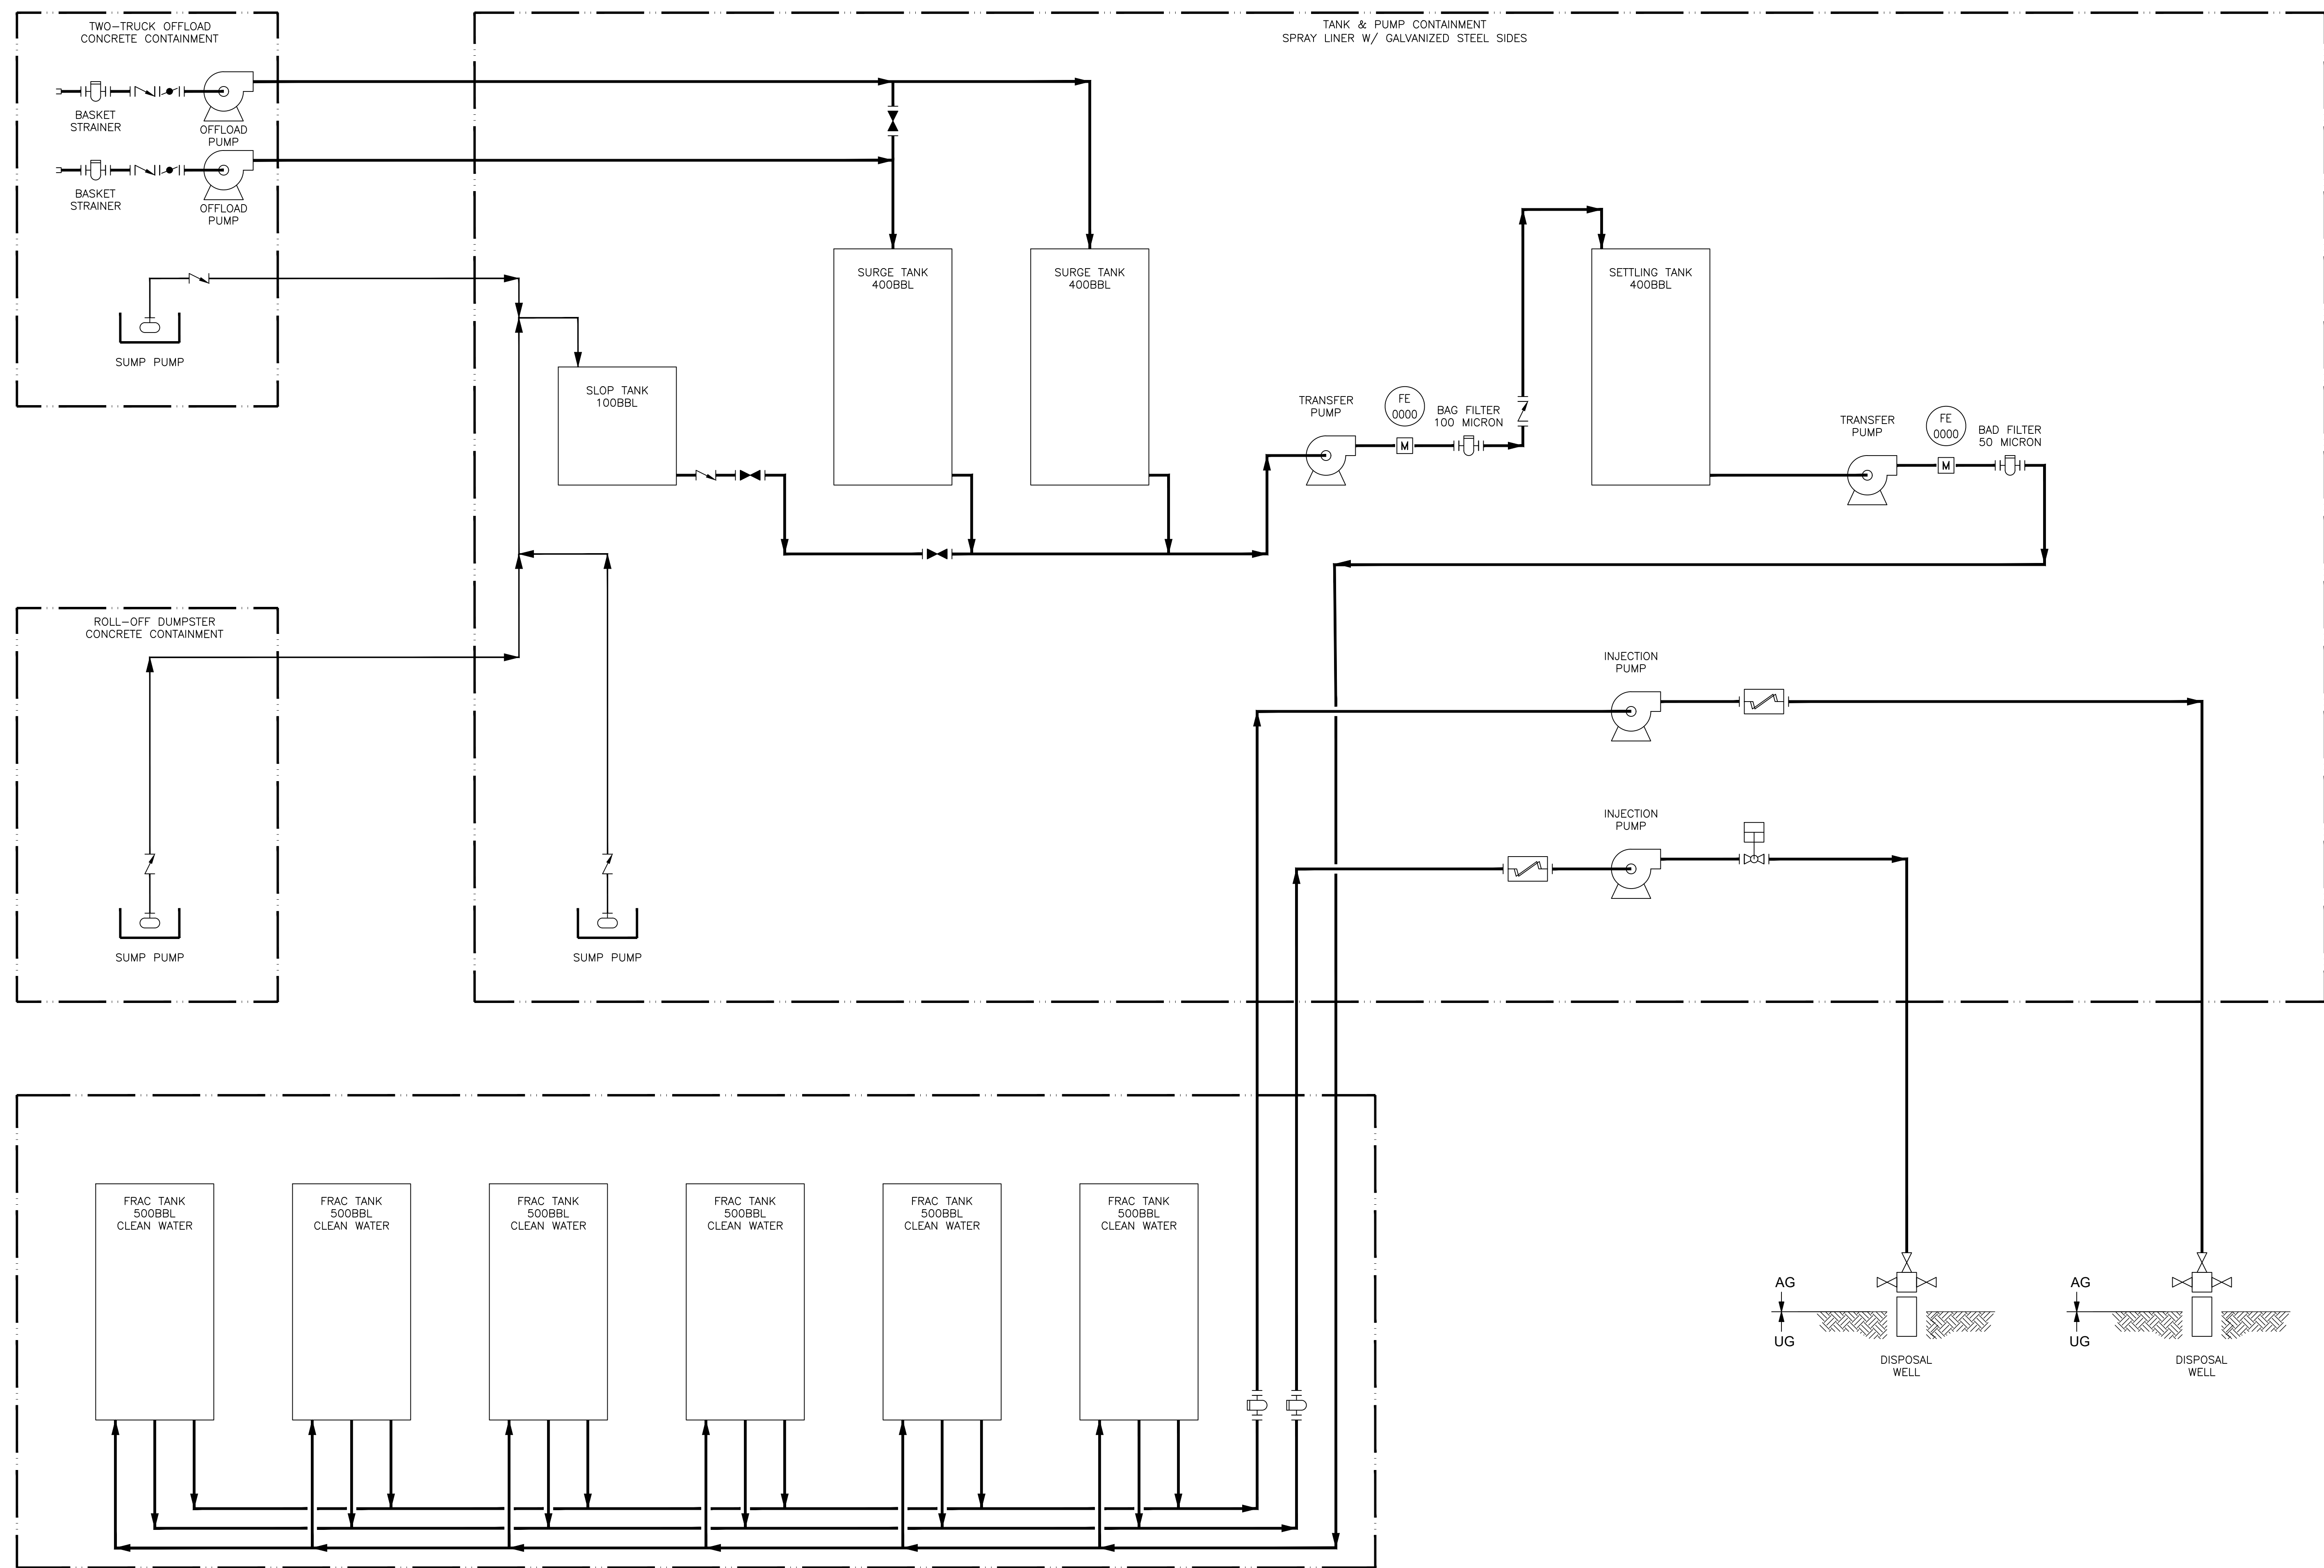 TWO-TRUCK OFFLOAD
CONCRETE CONTAINMENT
TANK & PUMP CONTAINMENT
SPRAY LINER W/ GALVANIZED STEEL SIDES
BASKET
STRAINER
OFFLOAD
PUMP
BASKET
STRAINER
OFFLOAD
PUMP
SUMP PUMP
SLOP TANK
100BBL
SURGE TANK
400BBL
SURGE TANK
400BBL
TRANSFER
PUMP
FE
0000
BAG FILTER
100 MICRON
M
SETTLING TANK
400BBL
TRANSFER
PUMP
FE
0000
BAD FILTER
50 MICRON
M
ROLL-OFF DUMPSTER
CONCRETE CONTAINMENT
SUMP PUMP
SUMP PUMP
INJECTION
PUMP
INJECTION
PUMP
FRAC TANK
500BBL
CLEAN WATER
FRAC TANK
500BBL
CLEAN WATER
FRAC TANK
500BBL
CLEAN WATER
FRAC TANK
500BBL
CLEAN WATER
FRAC TANK
500BBL
CLEAN WATER
FRAC TANK
500BBL
CLEAN WATER
AG
UG
DISPOSAL
WELL
AG
UG
DISPOSAL
WELL